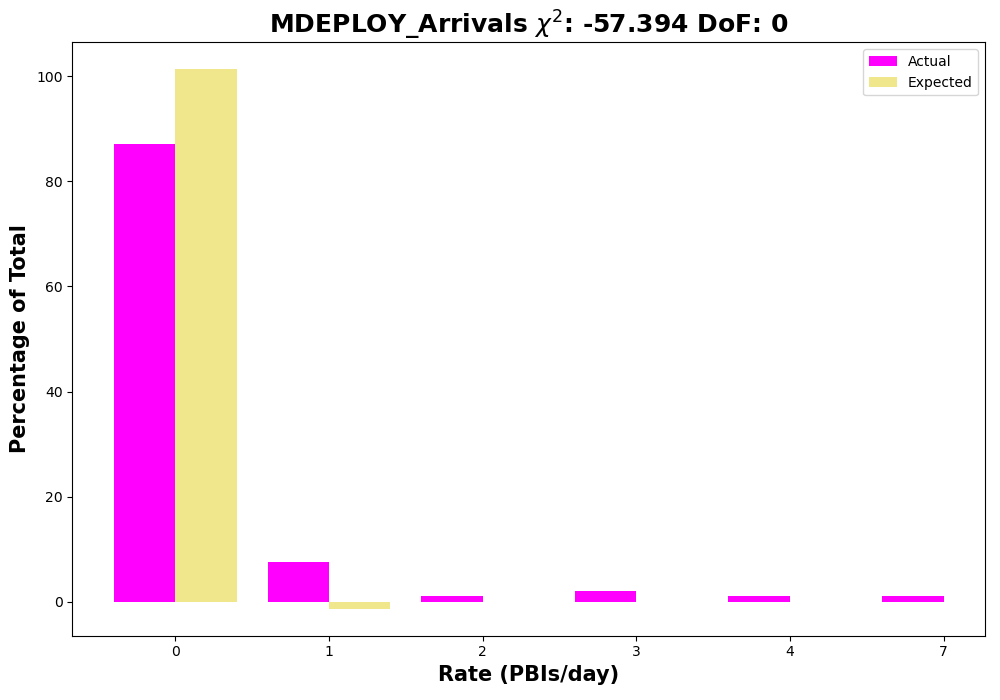 MDEPLOY_Arrivals χ²: -57.394 DoF: 0
Actual
Expected
Percentage of Total
100
80
60
40
20
0
0 1 2 3 4 7
Rate (PBIs/day)